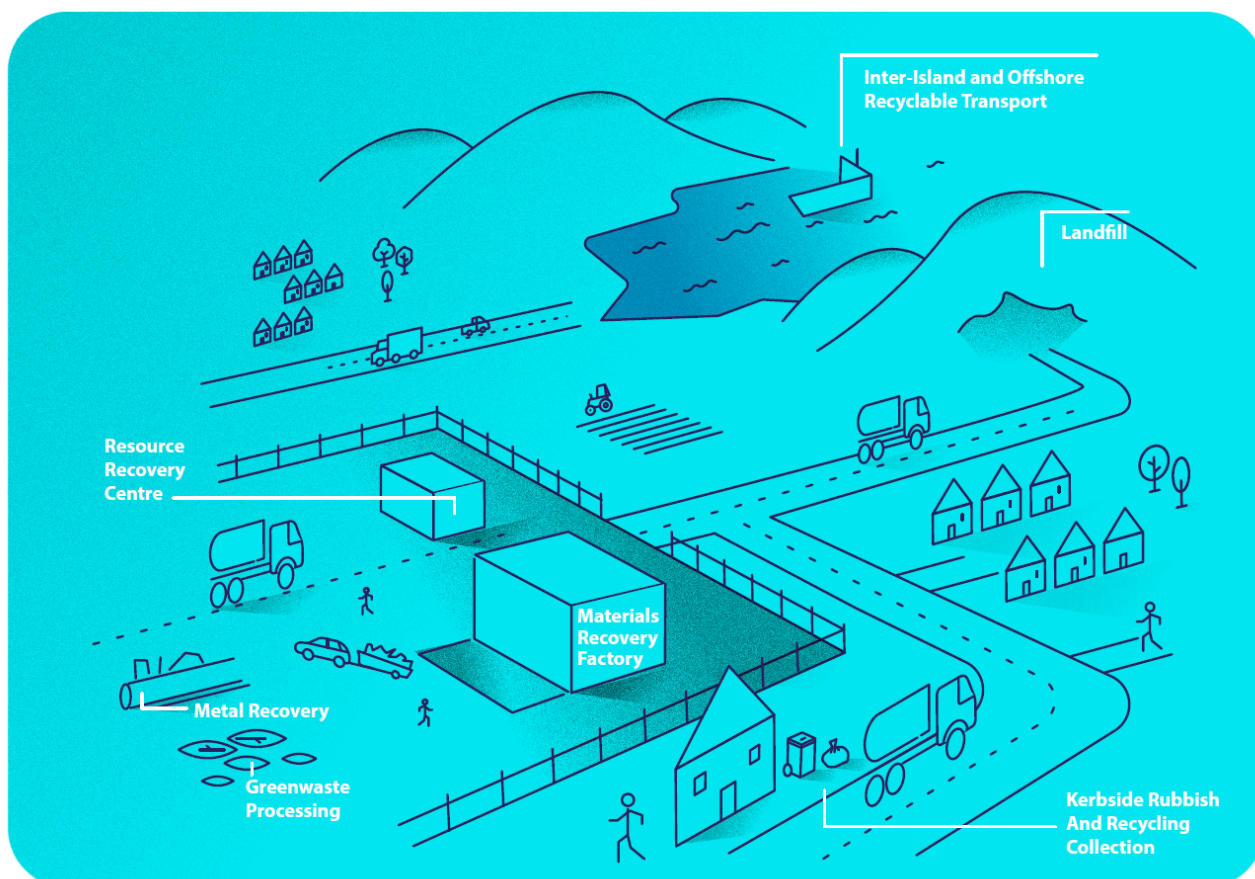 Inter-Island and Offshore
Recyclable Transport
Landfill
Resource
Recovery
Centre
Materials
Recovery
Factory
Metal Recovery
Greenwaste
Processing
Kerbside Rubbish
And Recycling
Collection